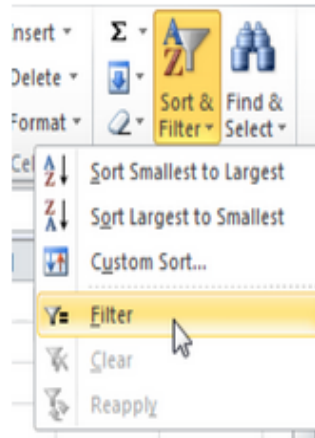 Insert
Delete
Format
Σ
Sort &
Filter
Find &
Select
Cel
Sort Smallest to Largest
Sort Largest to Smallest
Custom Sort...
Filter
Clear
Reapply